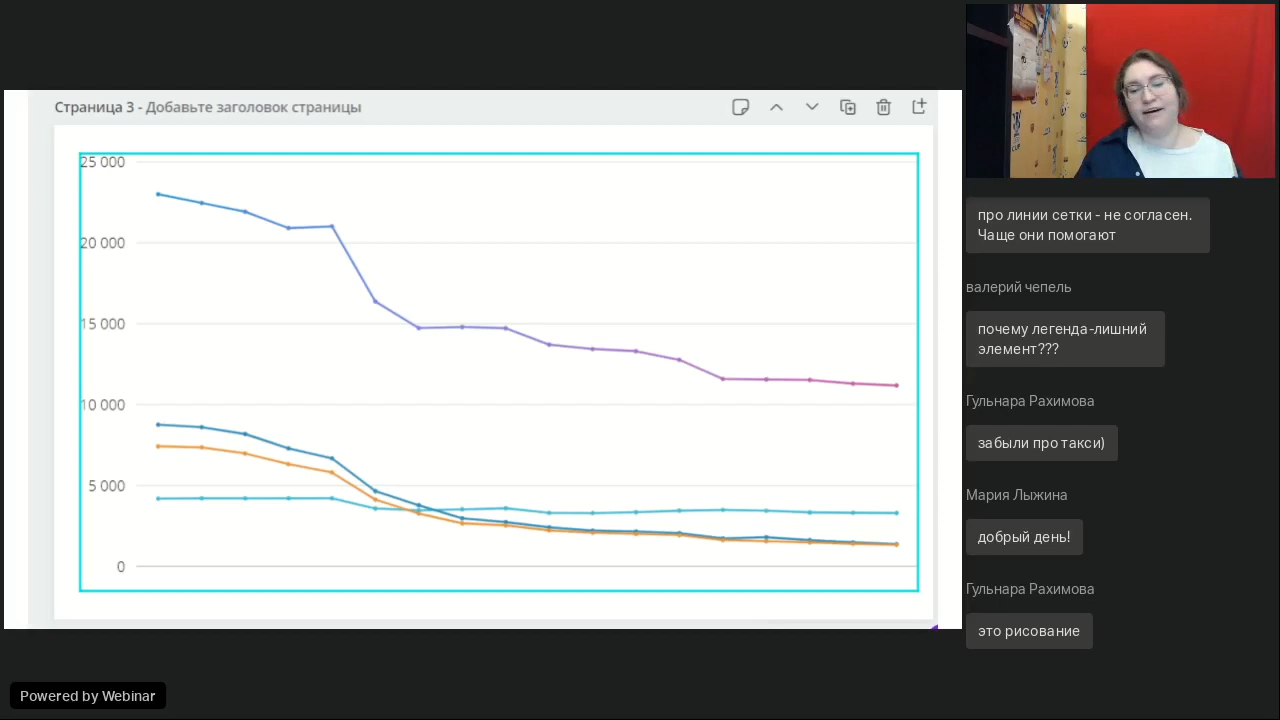 Страница 3 - Добавьте заголовок страницы
25 000
20 000
15 000
10 000
5 000
0
про линии сетки - не согласен.
Чаще они помогают
валерий чепель
почему легенда-лишний
элемент???
Гульнара Рахимова
забыли про такси)
Мария Лыжина
добрый день!
Гульнара Рахимова
это рисование
Powered by Webinar